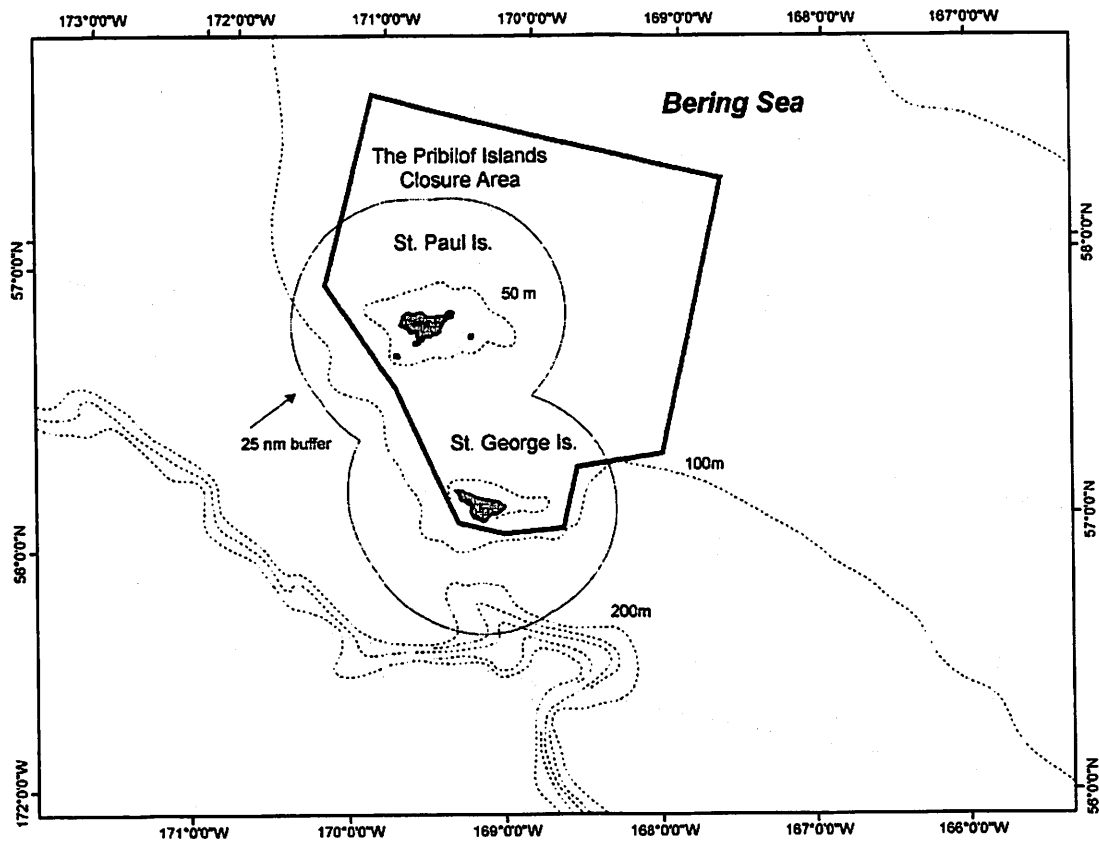 173°0'0"W 172°0'0"W 171°0'0"W 170°0'0"W 169°0'0"W 168°0'0"W 167°0'0"W
Bering Sea
The Pribilof Islands
Closure Area
St. Paul Is.
58°0'0"N
57°0'0"N
50 m
25 nm buffer
St. George Is.
100m
57°0'0"N
56°0'0"N
200m
56°0'0"N
172°0'0"W
171°0'0"W 170°0'0"W 169°0'0"W 168°0'0"W 167°0'0"W 166°0'0"W